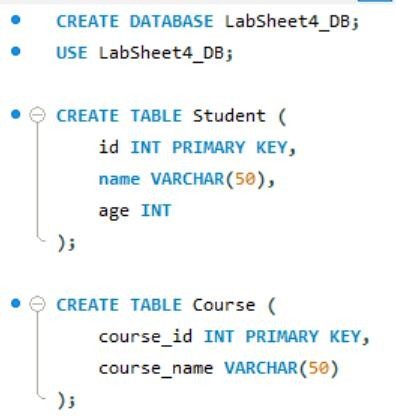 CREATE DATABASE LabSheet4_DB;
USE LabSheet4_DB;
CREATE TABLE Student (
id INT PRIMARY KEY,
name VARCHAR(50),
age INT
);
CREATE TABLE Course (
course_id INT PRIMARY KEY,
course_name VARCHAR(50)
);